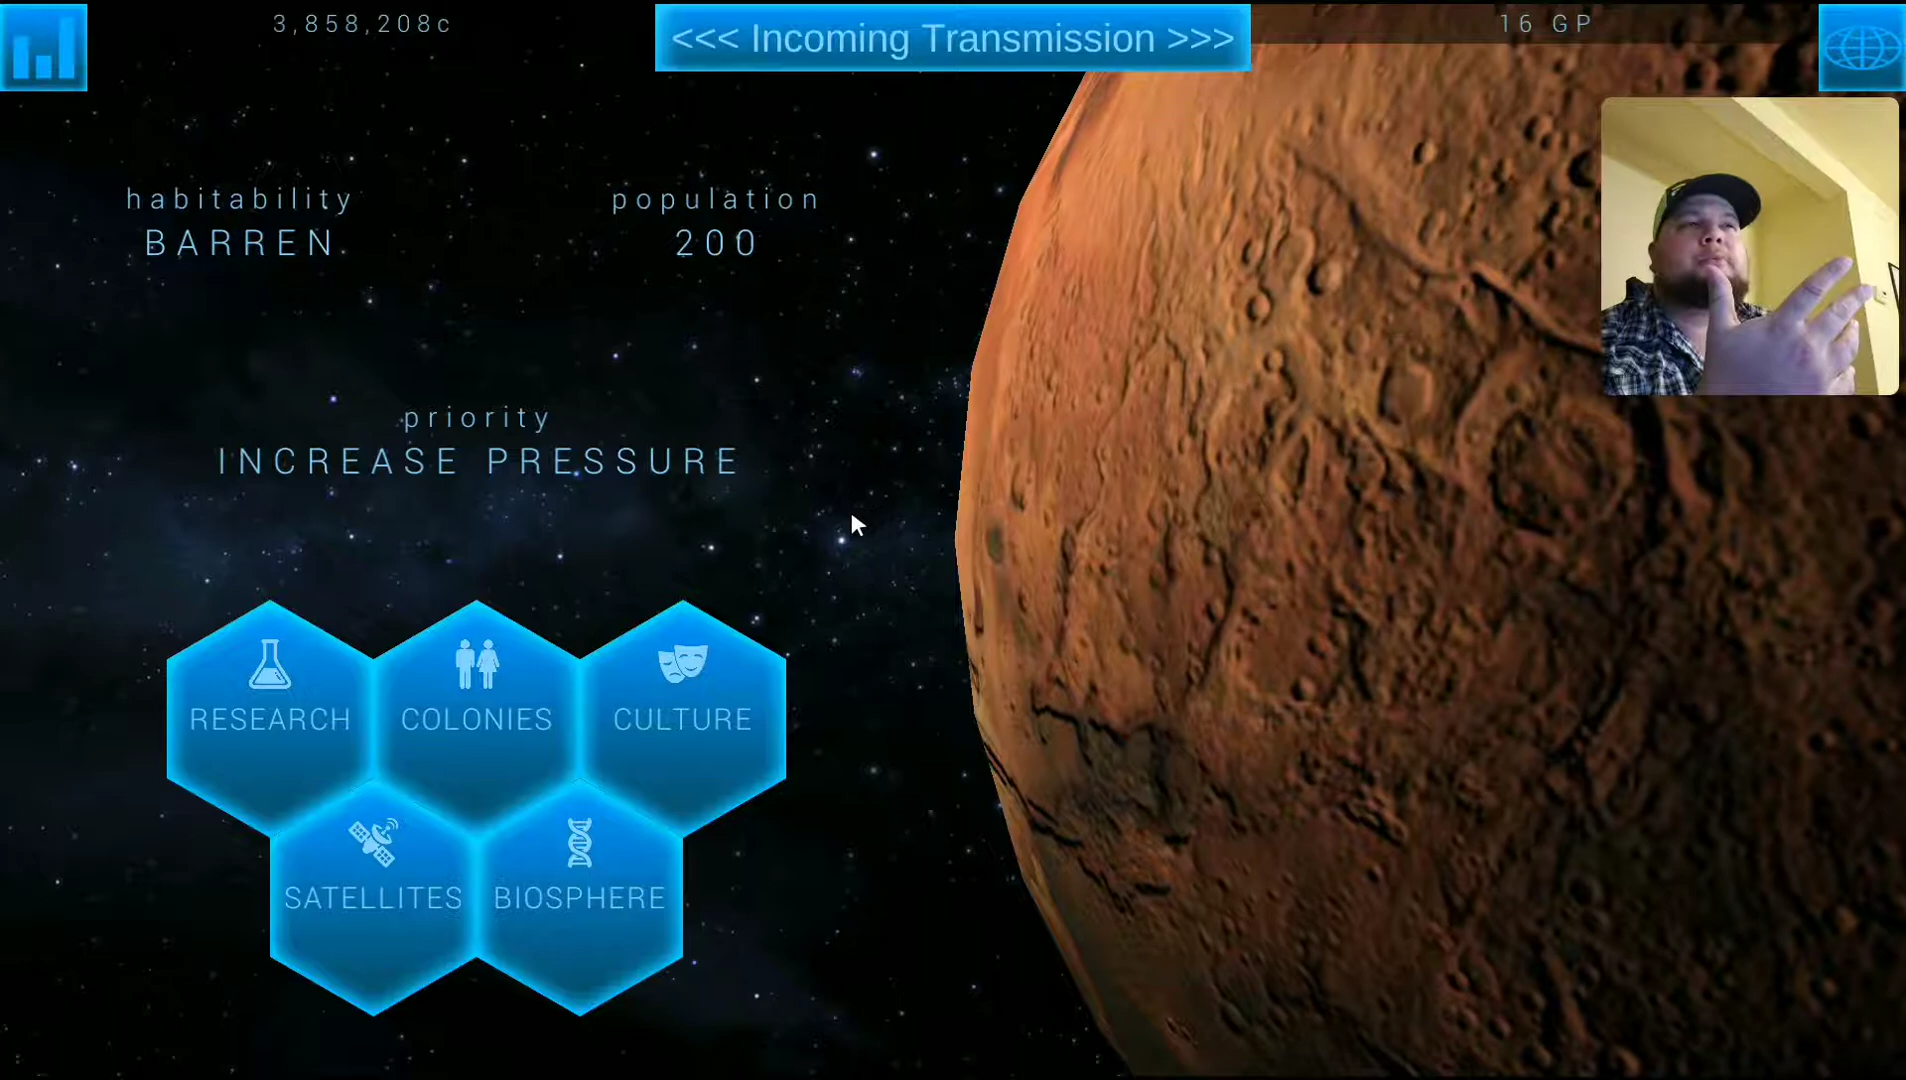 3,858,208c
<<< Incoming Transmission >>>
16 GP
habitability
BARREN
population
200
priority
INCREASE PRESSURE
RESEARCH
COLONIES
CULTURE
SATELLITES
BIOSPHERE